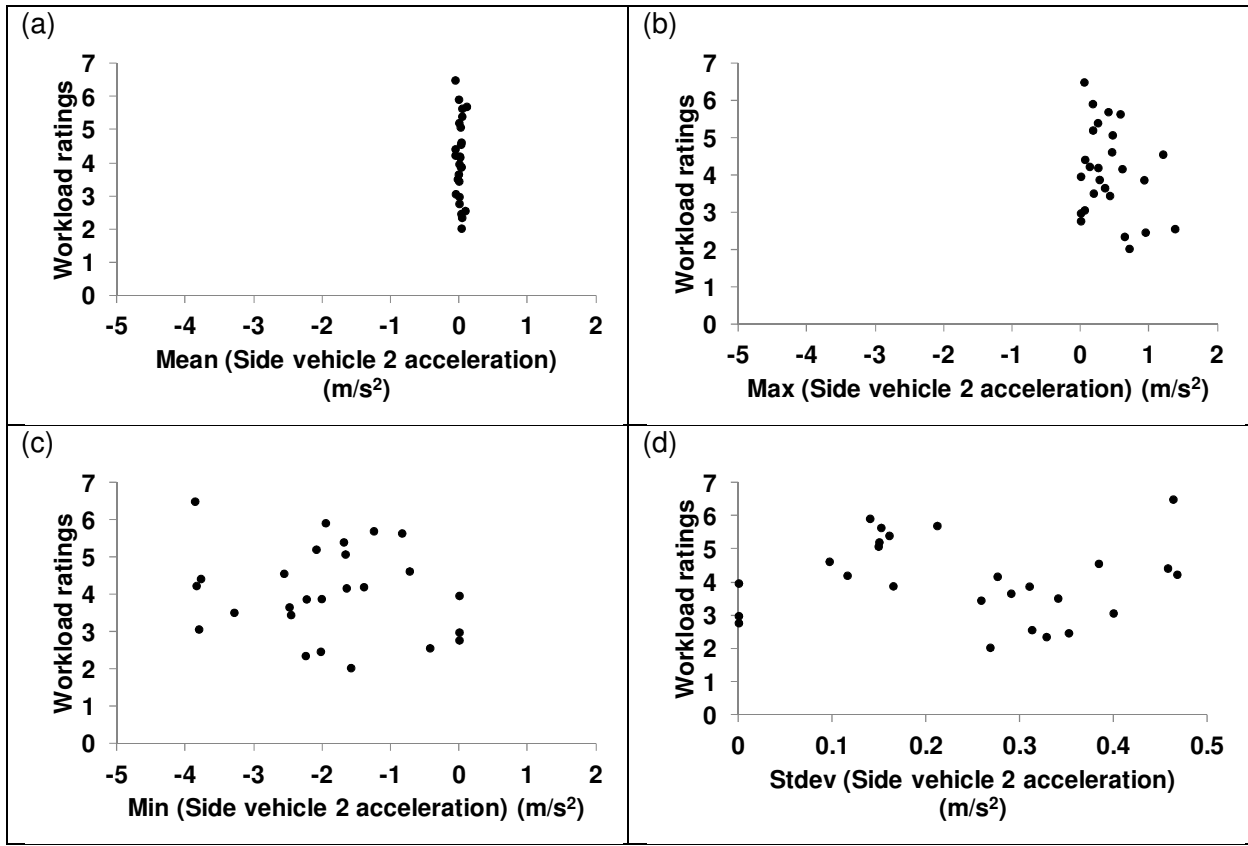 (a)
Workload ratings
7
6
5
4
3
2
1
0
-5 -4 -3 -2 -1 0 1 2
Mean (Side vehicle 2 acceleration)
(m/s²)
(b)
Workload ratings
7
6
5
4
3
2
1
0
-5 -4 -3 -2 -1 0 1 2
Max (Side vehicle 2 acceleration) (m/s²)
(c)
Workload ratings
7
6
5
4
3
2
1
0
-5 -4 -3 -2 -1 0 1 2
Min (Side vehicle 2 acceleration) (m/s²)
(d)
Workload ratings
7
6
5
4
3
2
1
0
0 0.1 0.2 0.3 0.4 0.5
Stdev (Side vehicle 2 acceleration)
(m/s²)